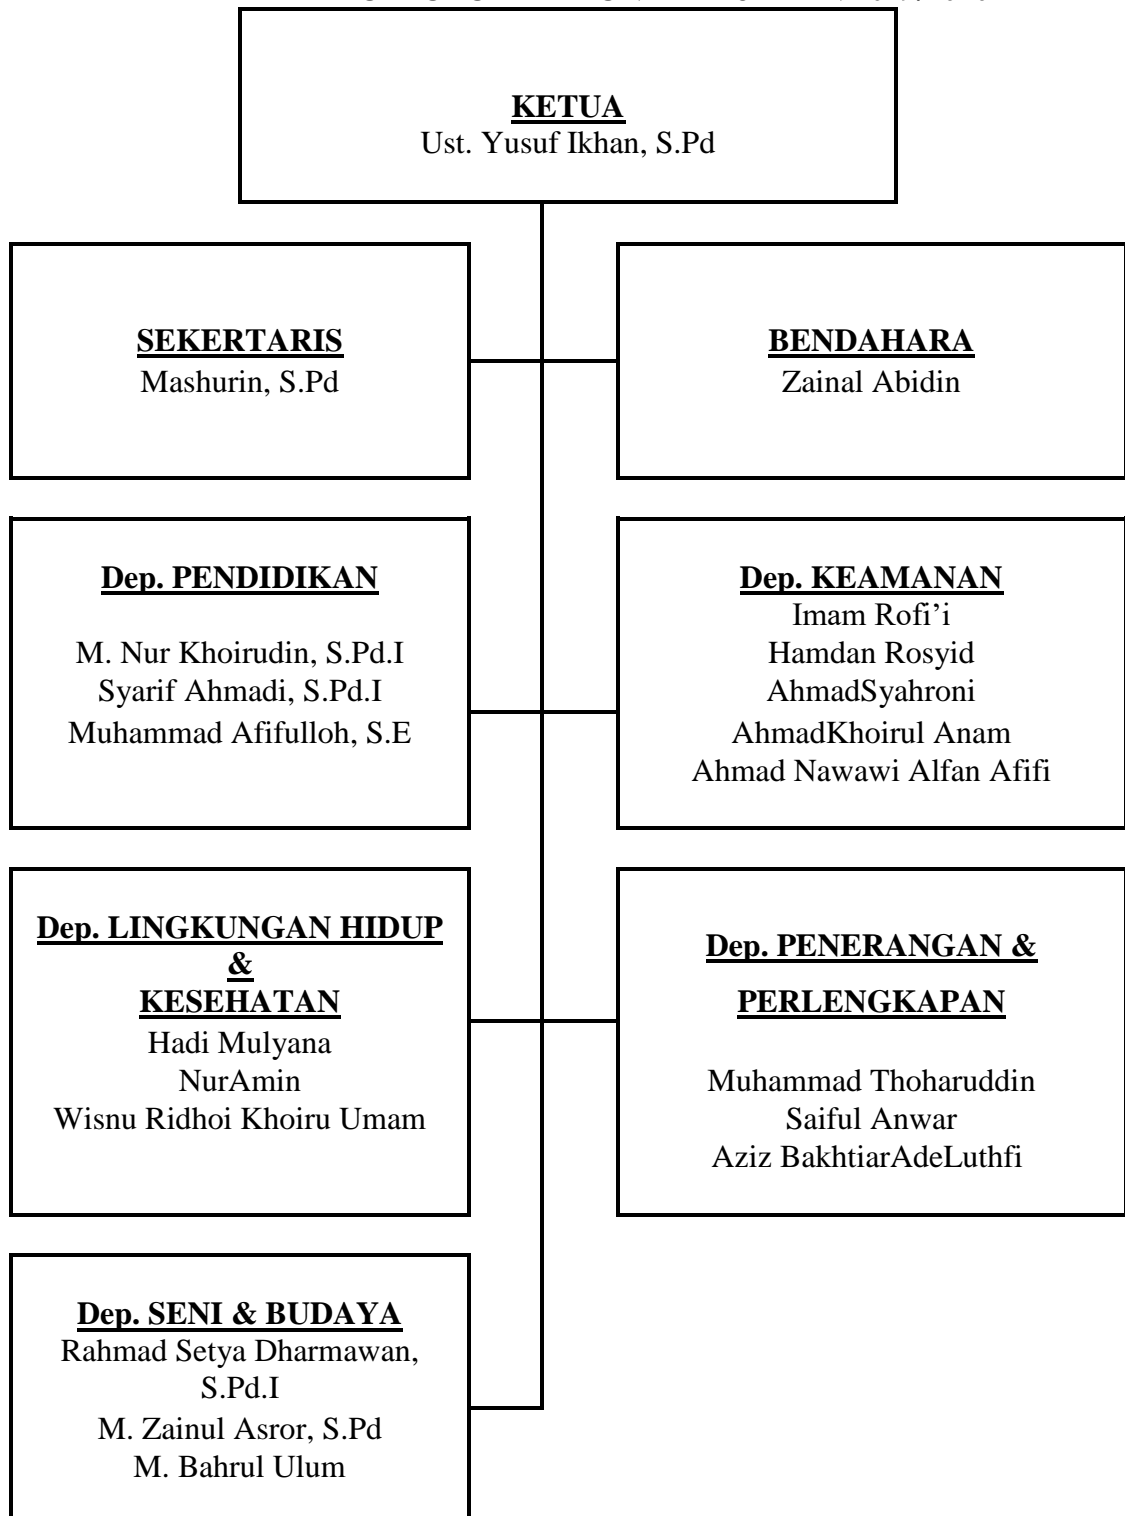 KETUA
Ust. Yusuf Ikhan, S.Pd
SEKERTARIS
Mashurin, S.Pd
BENDAHARA
Zainal Abidin
Dep. PENDIDIKAN
M. Nur Khoirudin, S.Pd.I
Syarif Ahmadi, S.Pd.I
Muhammad Afifulloh, S.E
Dep. KEAMANAN
Imam Rofi’i
Hamdan Rosyid
AhmadSyahroni
AhmadKhoirul Anam
Ahmad Nawawi Alfan Afifi
Dep. LINGKUNGAN HIDUP
&
KESEHATAN
Hadi Mulyana
NurAmin
Wisnu Ridhoi Khoiru Umam
Dep. PENERANGAN &
PERLENGKAPAN
Muhammad Thoharuddin
Saiful Anwar
Aziz BakhtiarAdeLuthfi
Dep. SENI & BUDAYA
Rahmad Setya Dharmawan,
S.Pd.I
M. Zainul Asror, S.Pd
M. Bahrul Ulum